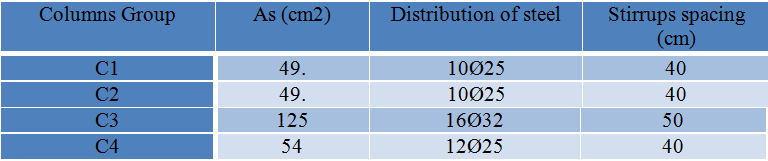 Columns Group As (cm2) Distribution of steel Stirrups spacing
(cm)
C1 49. 10Ø25 40
C2 49. 10Ø25 40
C3 125 16Ø32 50
C4 54 12Ø25 40